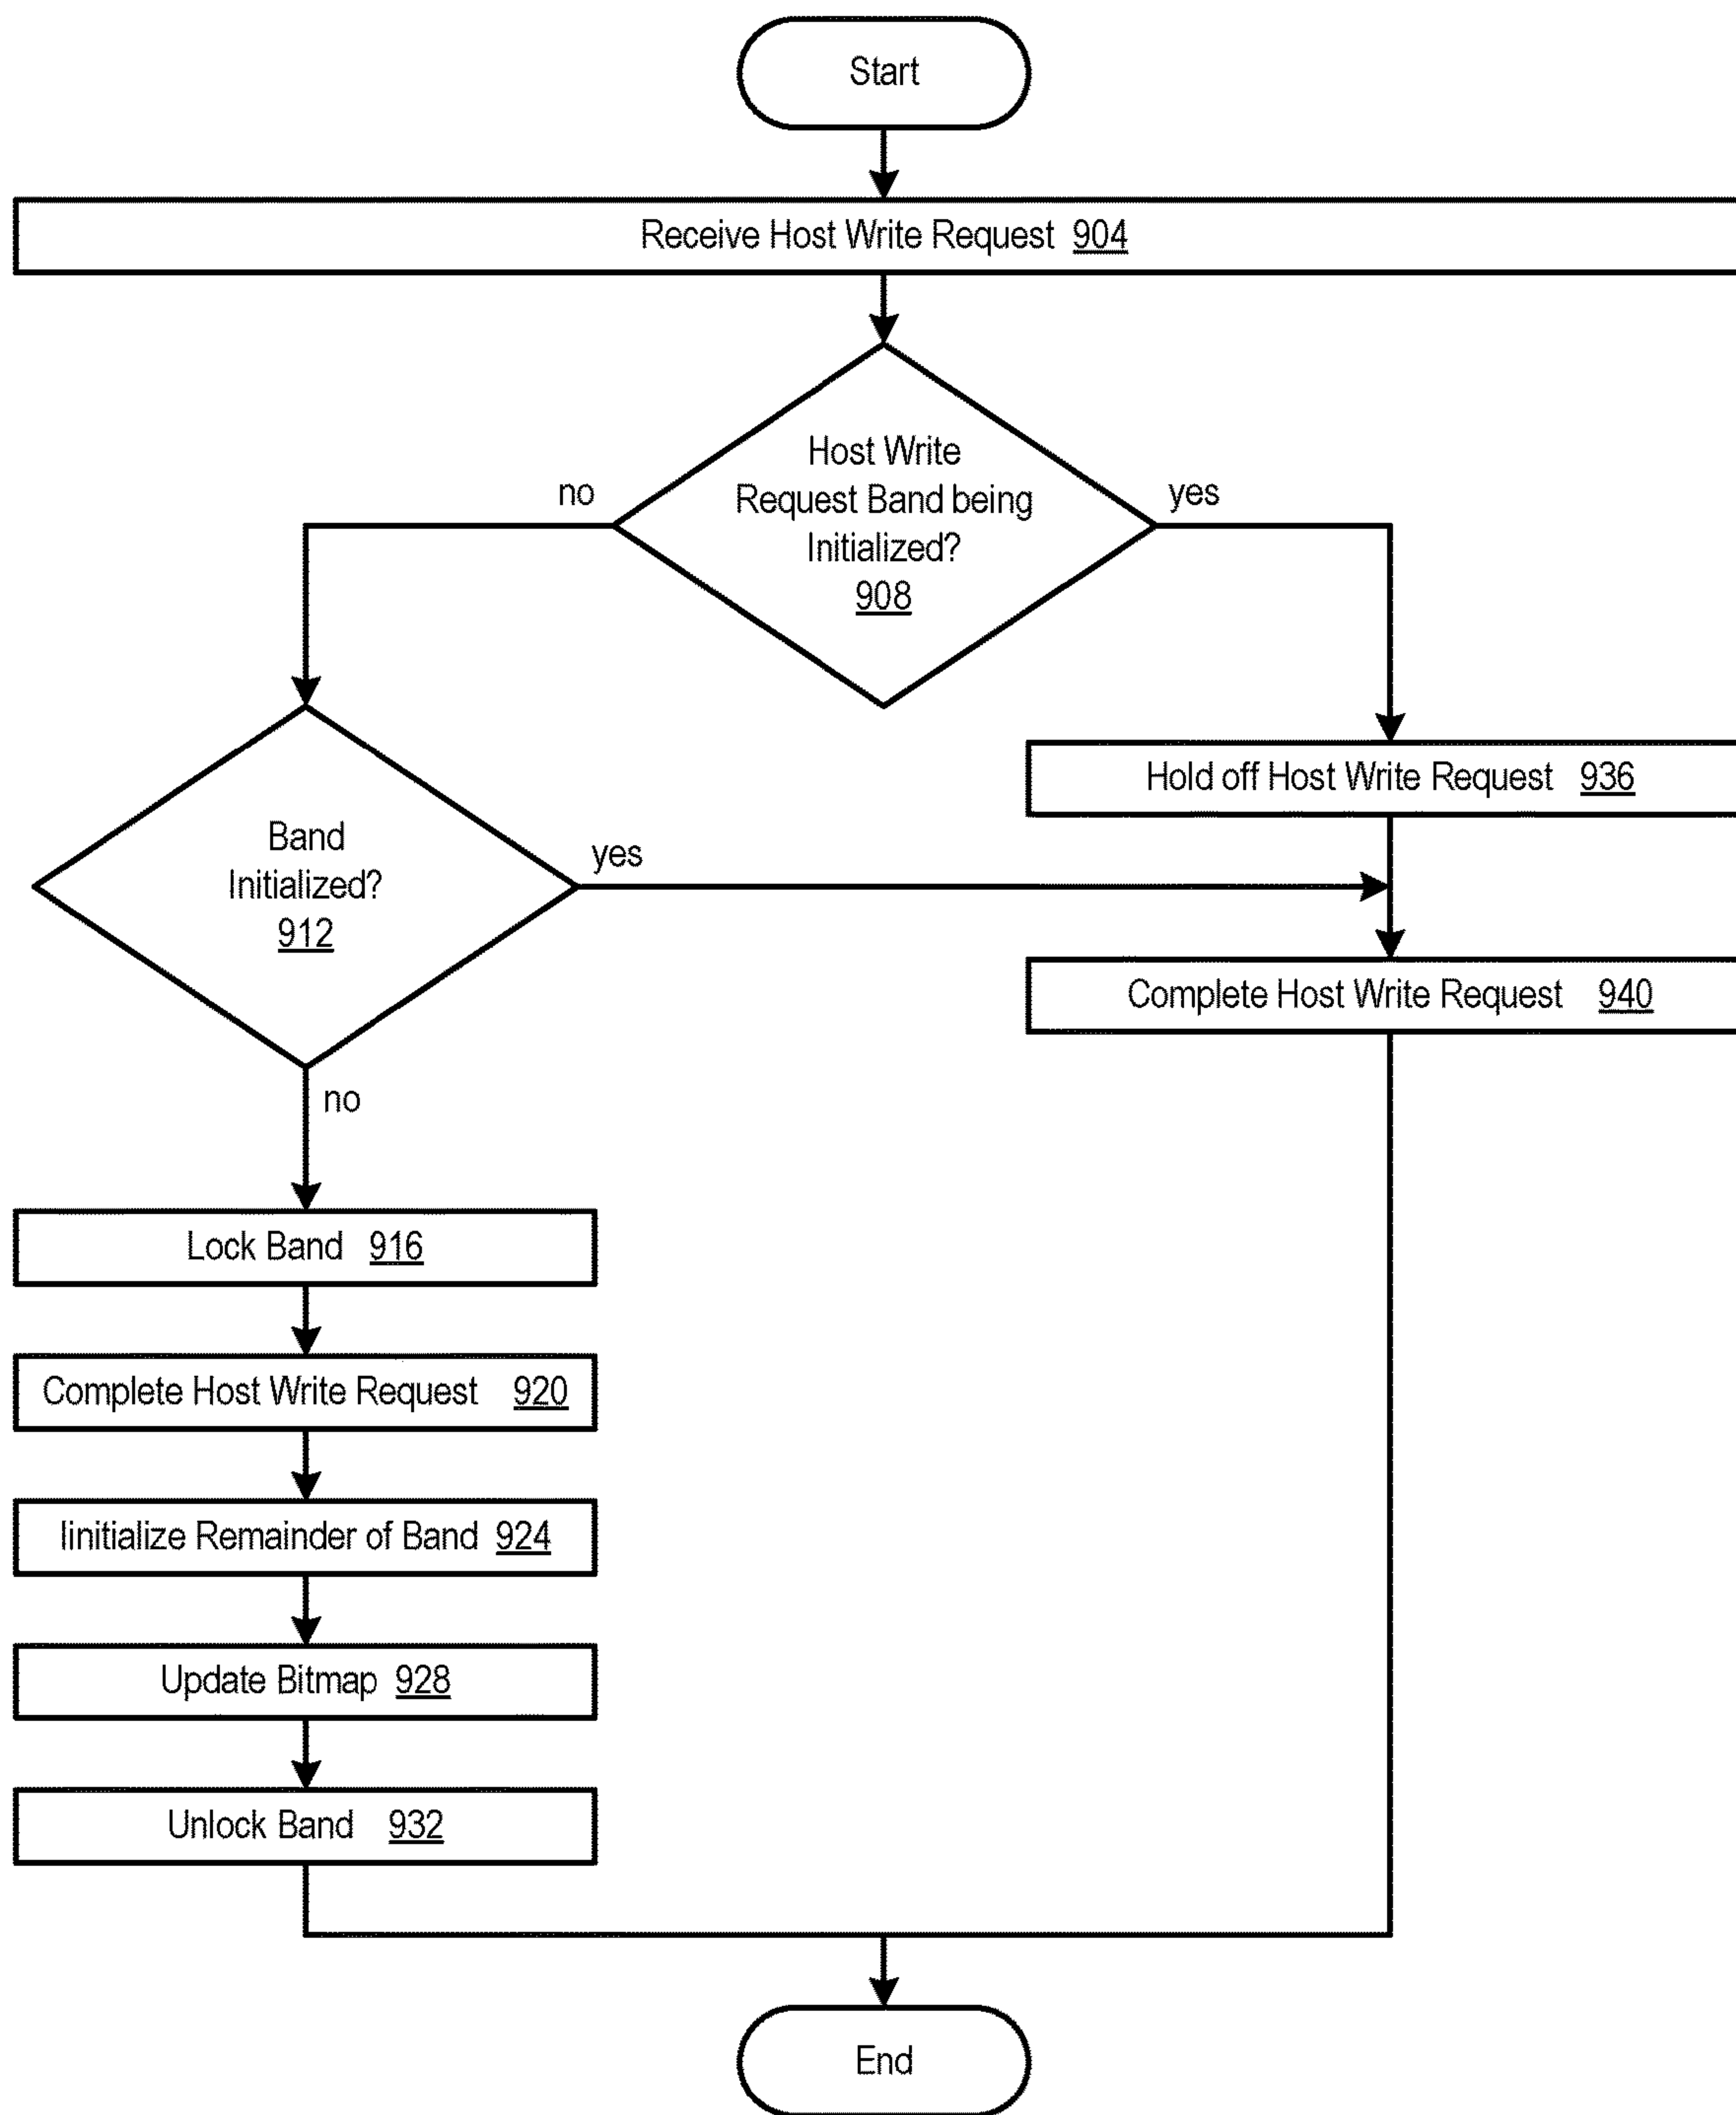 Start
Receive Host Write Request 904
Host Write
Request Band being
Initialized?
908
no
yes
Hold off Host Write Request 936
Band
Initialized?
912
yes
Complete Host Write Request 940
no
Lock Band 916
Complete Host Write Request 920
Iinitialize Remainder of Band 924
Update Bitmap 928
Unlock Band 932
End